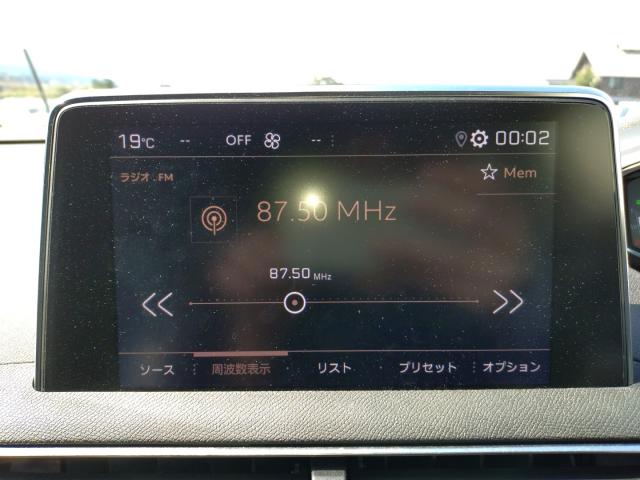 19°C -- OFF -- 00:02
ラジオ . FM
Mem
87.50 MHz
87.50 MHz
ソース 周波数表示 リスト プリセット オプション